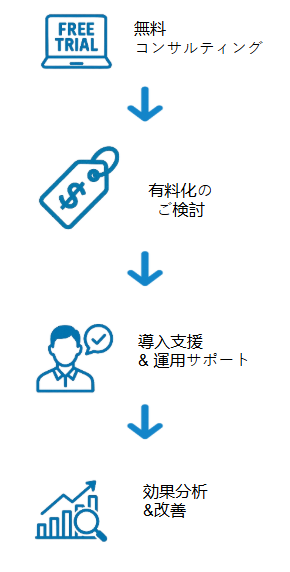 FREE
TRIAL
無料
コンサルティング
$
有料化の
ご検討
導入支援
& 運用サポート
効果分析
&改善